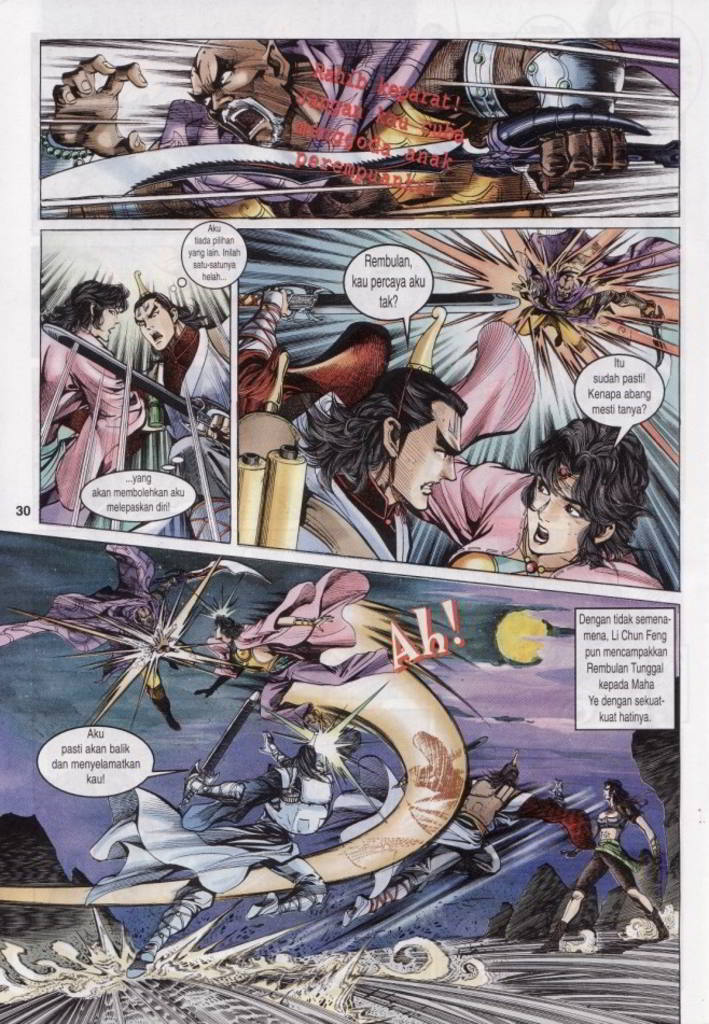 Rahib keparat!
Jangan kau cuba
menggoda anak
perempuanku!
Aku
tiada pilihan
yang lain. Inilah
satu-satunya
helah...
...yang
akan membolehkan aku
melepaskan diri!
Rembulan,
kau percaya aku
tak?
Itu
sudah pasti!
Kenapa abang
mesti tanya?
30
Ah!
Dengan tidak semena-
mena, Li Chun Feng
pun mencampakkan
Rembulan Tunggal
kepada Maha
Ye dengan sekuat-
kuat hatinya.
Aku
pasti akan balik
dan menyelamatkan
kau!